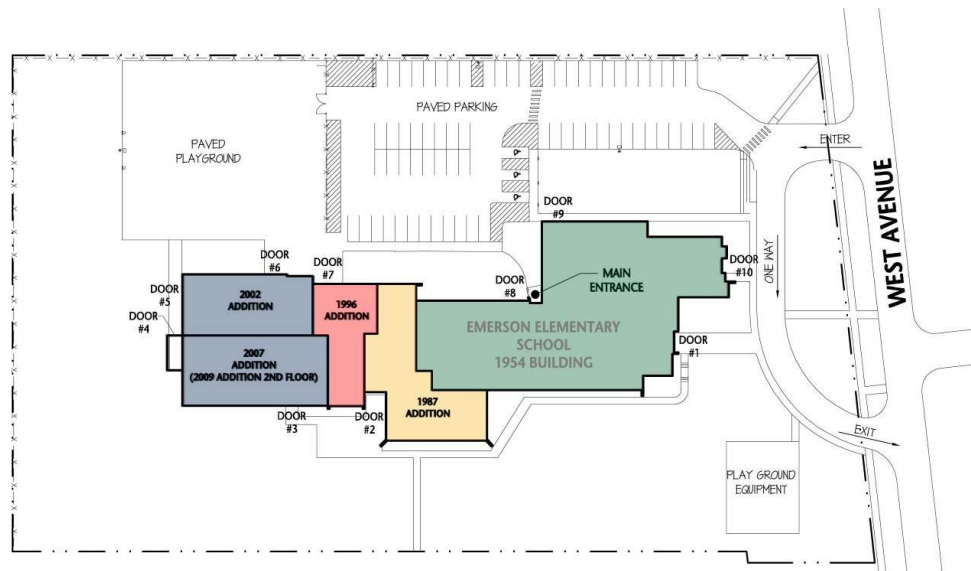 PAVED PARKING
PAVED
PLAYGROUND
ENTER
WEST AVENUE
ONE WAY
DOOR
#9
DOOR
#6
DOOR
#7
DOOR
#10
DOOR
#8
MAIN
ENTRANCE
DOOR
#5
DOOR
#4
2002
ADDITION
1996
ADDITION
EMERSON ELEMENTARY
SCHOOL
1954 BUILDING
DOOR
#1
2007
ADDITION
(2009 ADDITION 2ND FLOOR)
1987
ADDITION
DOOR
#3
DOOR
#2
EXIT
PLAY GROUND
EQUIPMENT